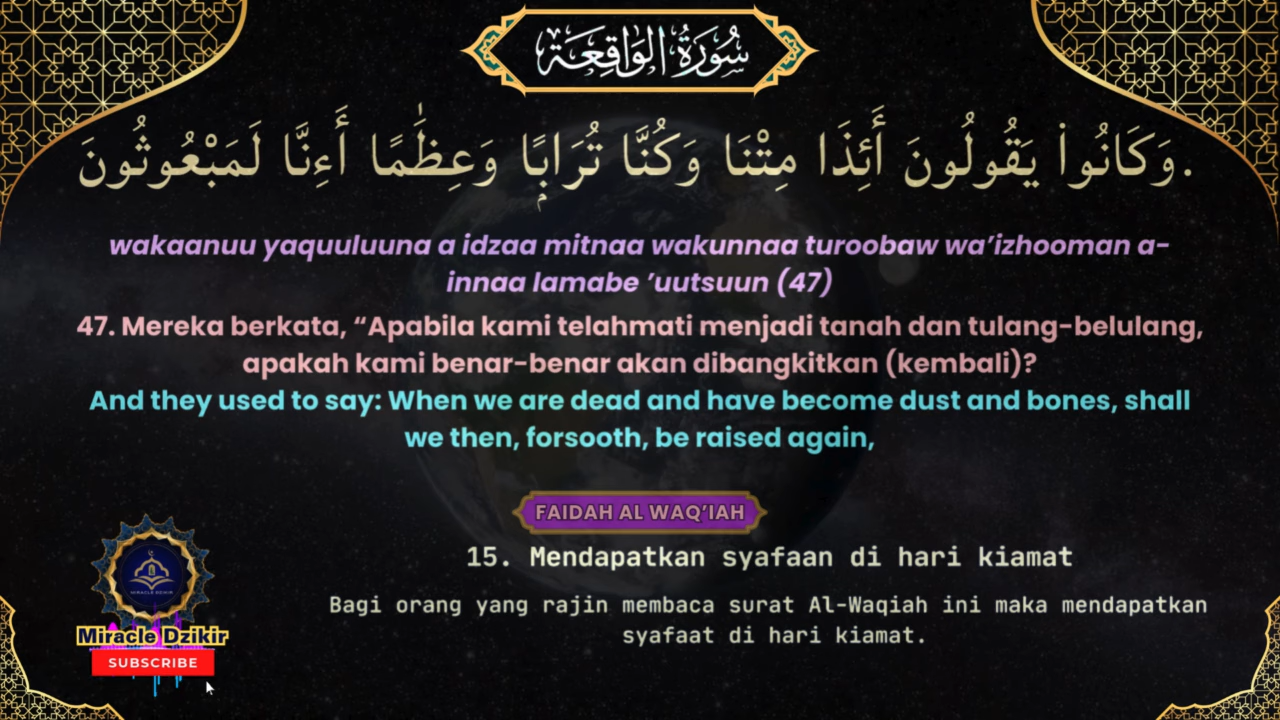 سُورَةُ الوَاقِعَة
وَكَانُوا۟ يَقُولُونَ أَئِذَا مِتْنَا وَكُنَّا تُرَابًۭا وَعِظَٰمًا أَءِنَّا لَمَبْعُوثُونَ.
wakaanuu yaquuluuna a idzaa mitnaa wakunnaa turoobaw wa’izhooman a-
innaa lamabe ’uutsuun (47)
47. Mereka berkata, “Apabila kami telahmati menjadi tanah dan tulang-belulang,
apakah kami benar-benar akan dibangkitkan (kembali)?
And they used to say: When we are dead and have become dust and bones, shall
we then, forsooth, be raised again,
FAIDAH AL WAQ’IAH
15. Mendapatkan syafaan di hari kiamat
Bagi orang yang rajin membaca surat Al-Waqiah ini maka mendapatkan
syafaat di hari kiamat.
MIRACLE DZIKIR
Miracle Dzikir
SUBSCRIBE